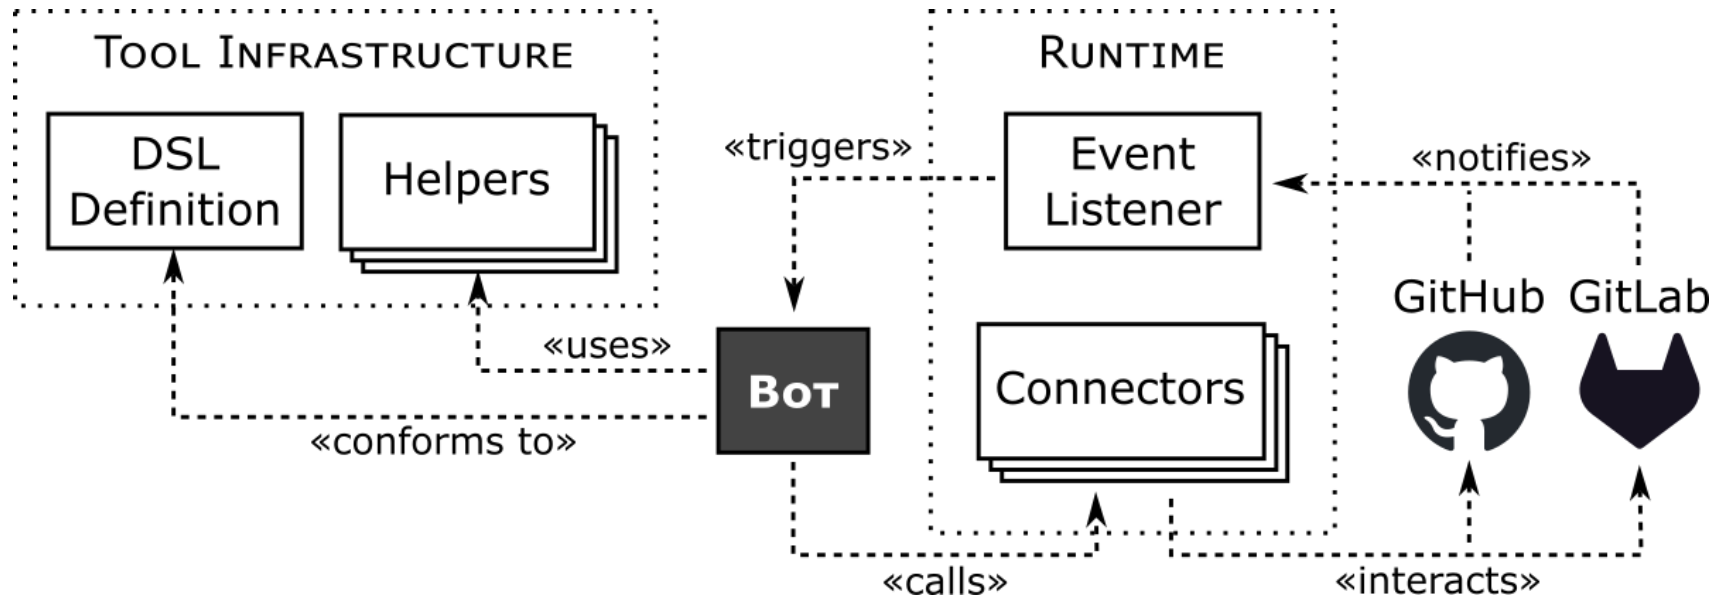 TOOL INFRASTRUCTURE
DSL
Definition
Helpers
«uses»
«conforms to»
«triggers»
BOT
«calls»
RUNTIME
Event
Listener
Connectors
«notifies»
GitHub GitLab
«interacts»